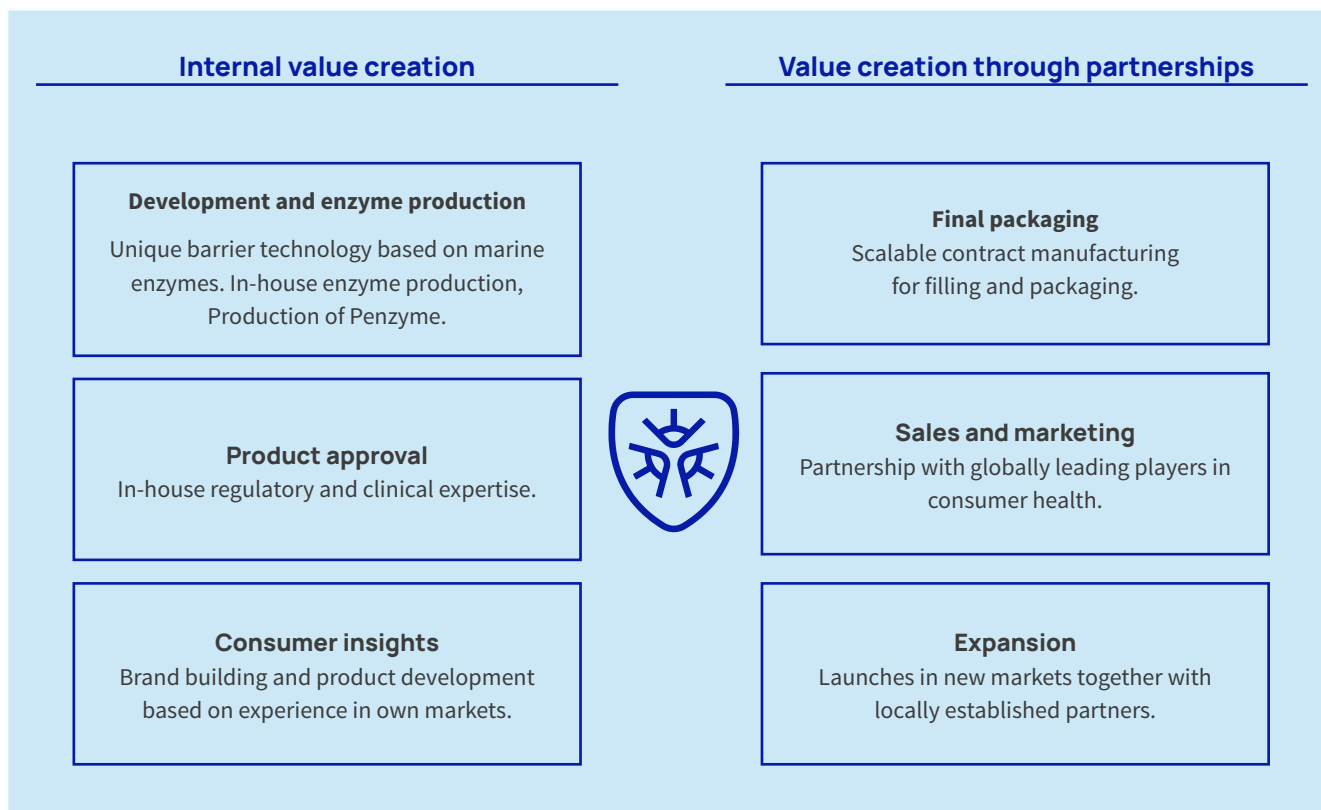 Internal value creation
Development and enzyme production
Unique barrier technology based on marine
enzymes. In-house enzyme production,
Production of Penzyme.
Product approval
In-house regulatory and clinical expertise.
Consumer insights
Brand building and product development
based on experience in own markets.
Value creation through partnerships
Final packaging
Scalable contract manufacturing
for filling and packaging.
Sales and marketing
Partnership with globally leading players in
consumer health.
Expansion
Launches in new markets together with
locally established partners.